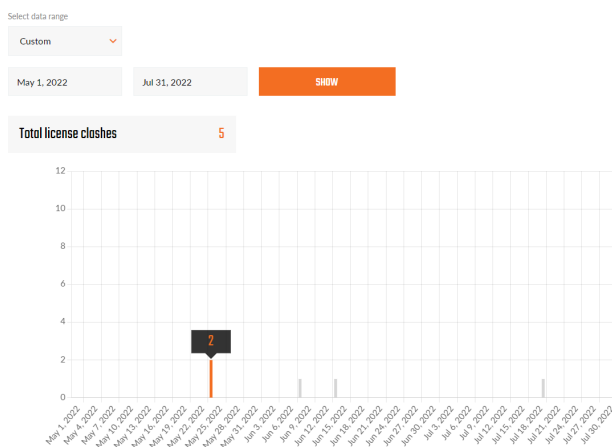 Select data range
Custom
May 1, 2022
Jul 31, 2022
SHOW
Total license clashes
5
12
10
8
6
4
2
2
0
May 1, 2022
May 4, 2022
May 7, 2022
May 10, 2022
May 13, 2022
May 16, 2022
May 19, 2022
May 22, 2022
May 25, 2022
May 28, 2022
May 31, 2022
Jun 3, 2022
Jun 6, 2022
Jun 9, 2022
Jun 12, 2022
Jun 15, 2022
Jun 18, 2022
Jun 21, 2022
Jun 24, 2022
Jun 27, 2022
Jun 30, 2022
Jul 3, 2022
Jul 6, 2022
Jul 9, 2022
Jul 12, 2022
Jul 15, 2022
Jul 18, 2022
Jul 21, 2022
Jul 24, 2022
Jul 27, 2022
Jul 30, 2022